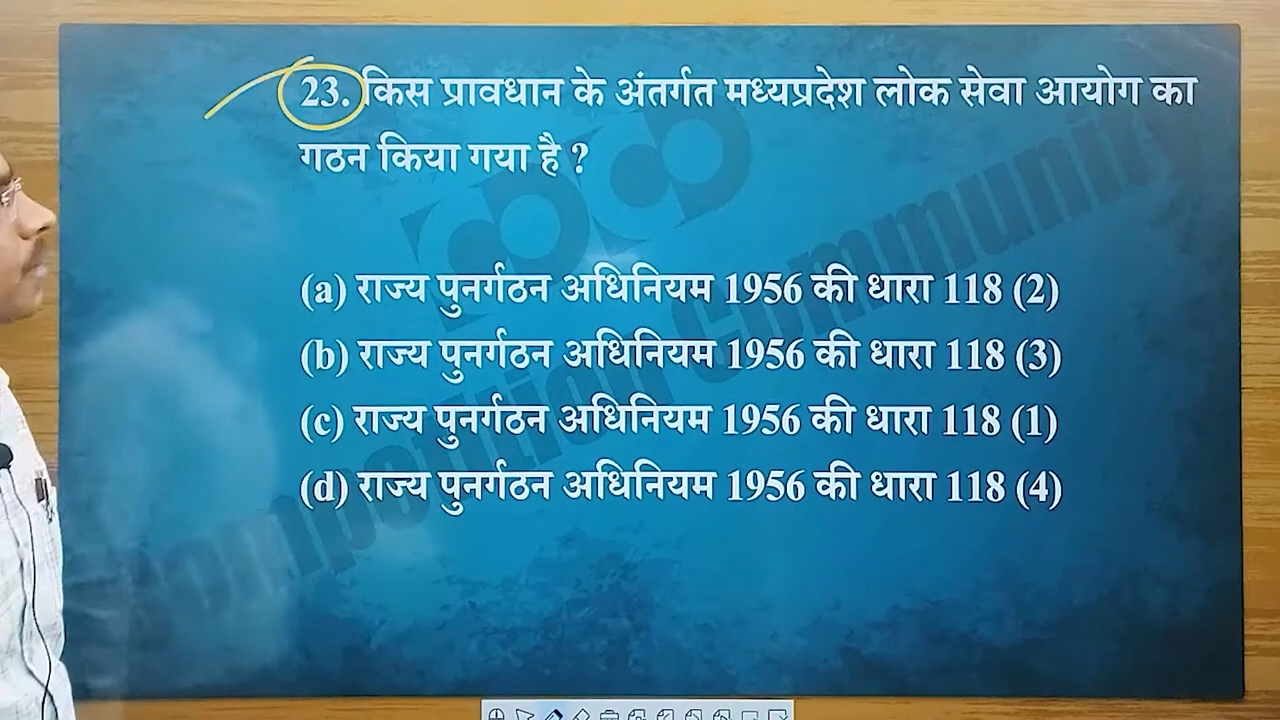 23. किस प्रावधान के अंतर्गत मध्यप्रदेश लोक सेवा आयोग का
गठन किया गया है ?
(a) राज्य पुनर्गठन अधिनियम 1956 की धारा 118 (2)
(b) राज्य पुनर्गठन अधिनियम 1956 की धारा 118 (3)
(c) राज्य पुनर्गठन अधिनियम 1956 की धारा 118 (1)
(d) राज्य पुनर्गठन अधिनियम 1956 की धारा 118 (4)
Competition Community